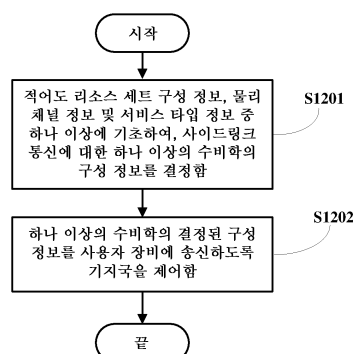 시작
적어도 리소스 세트 구성 정보, 물리
채널 정보 및 서비스 타입 정보 중
하나 이상에 기초하여, 사이드링크
통신에 대한 하나 이상의 수비학의
구성 정보를 결정함
S1201
하나 이상의 수비학의 결정된 구성
정보를 사용자 장비에 송신하도록
기지국을 제어함
S1202
끝